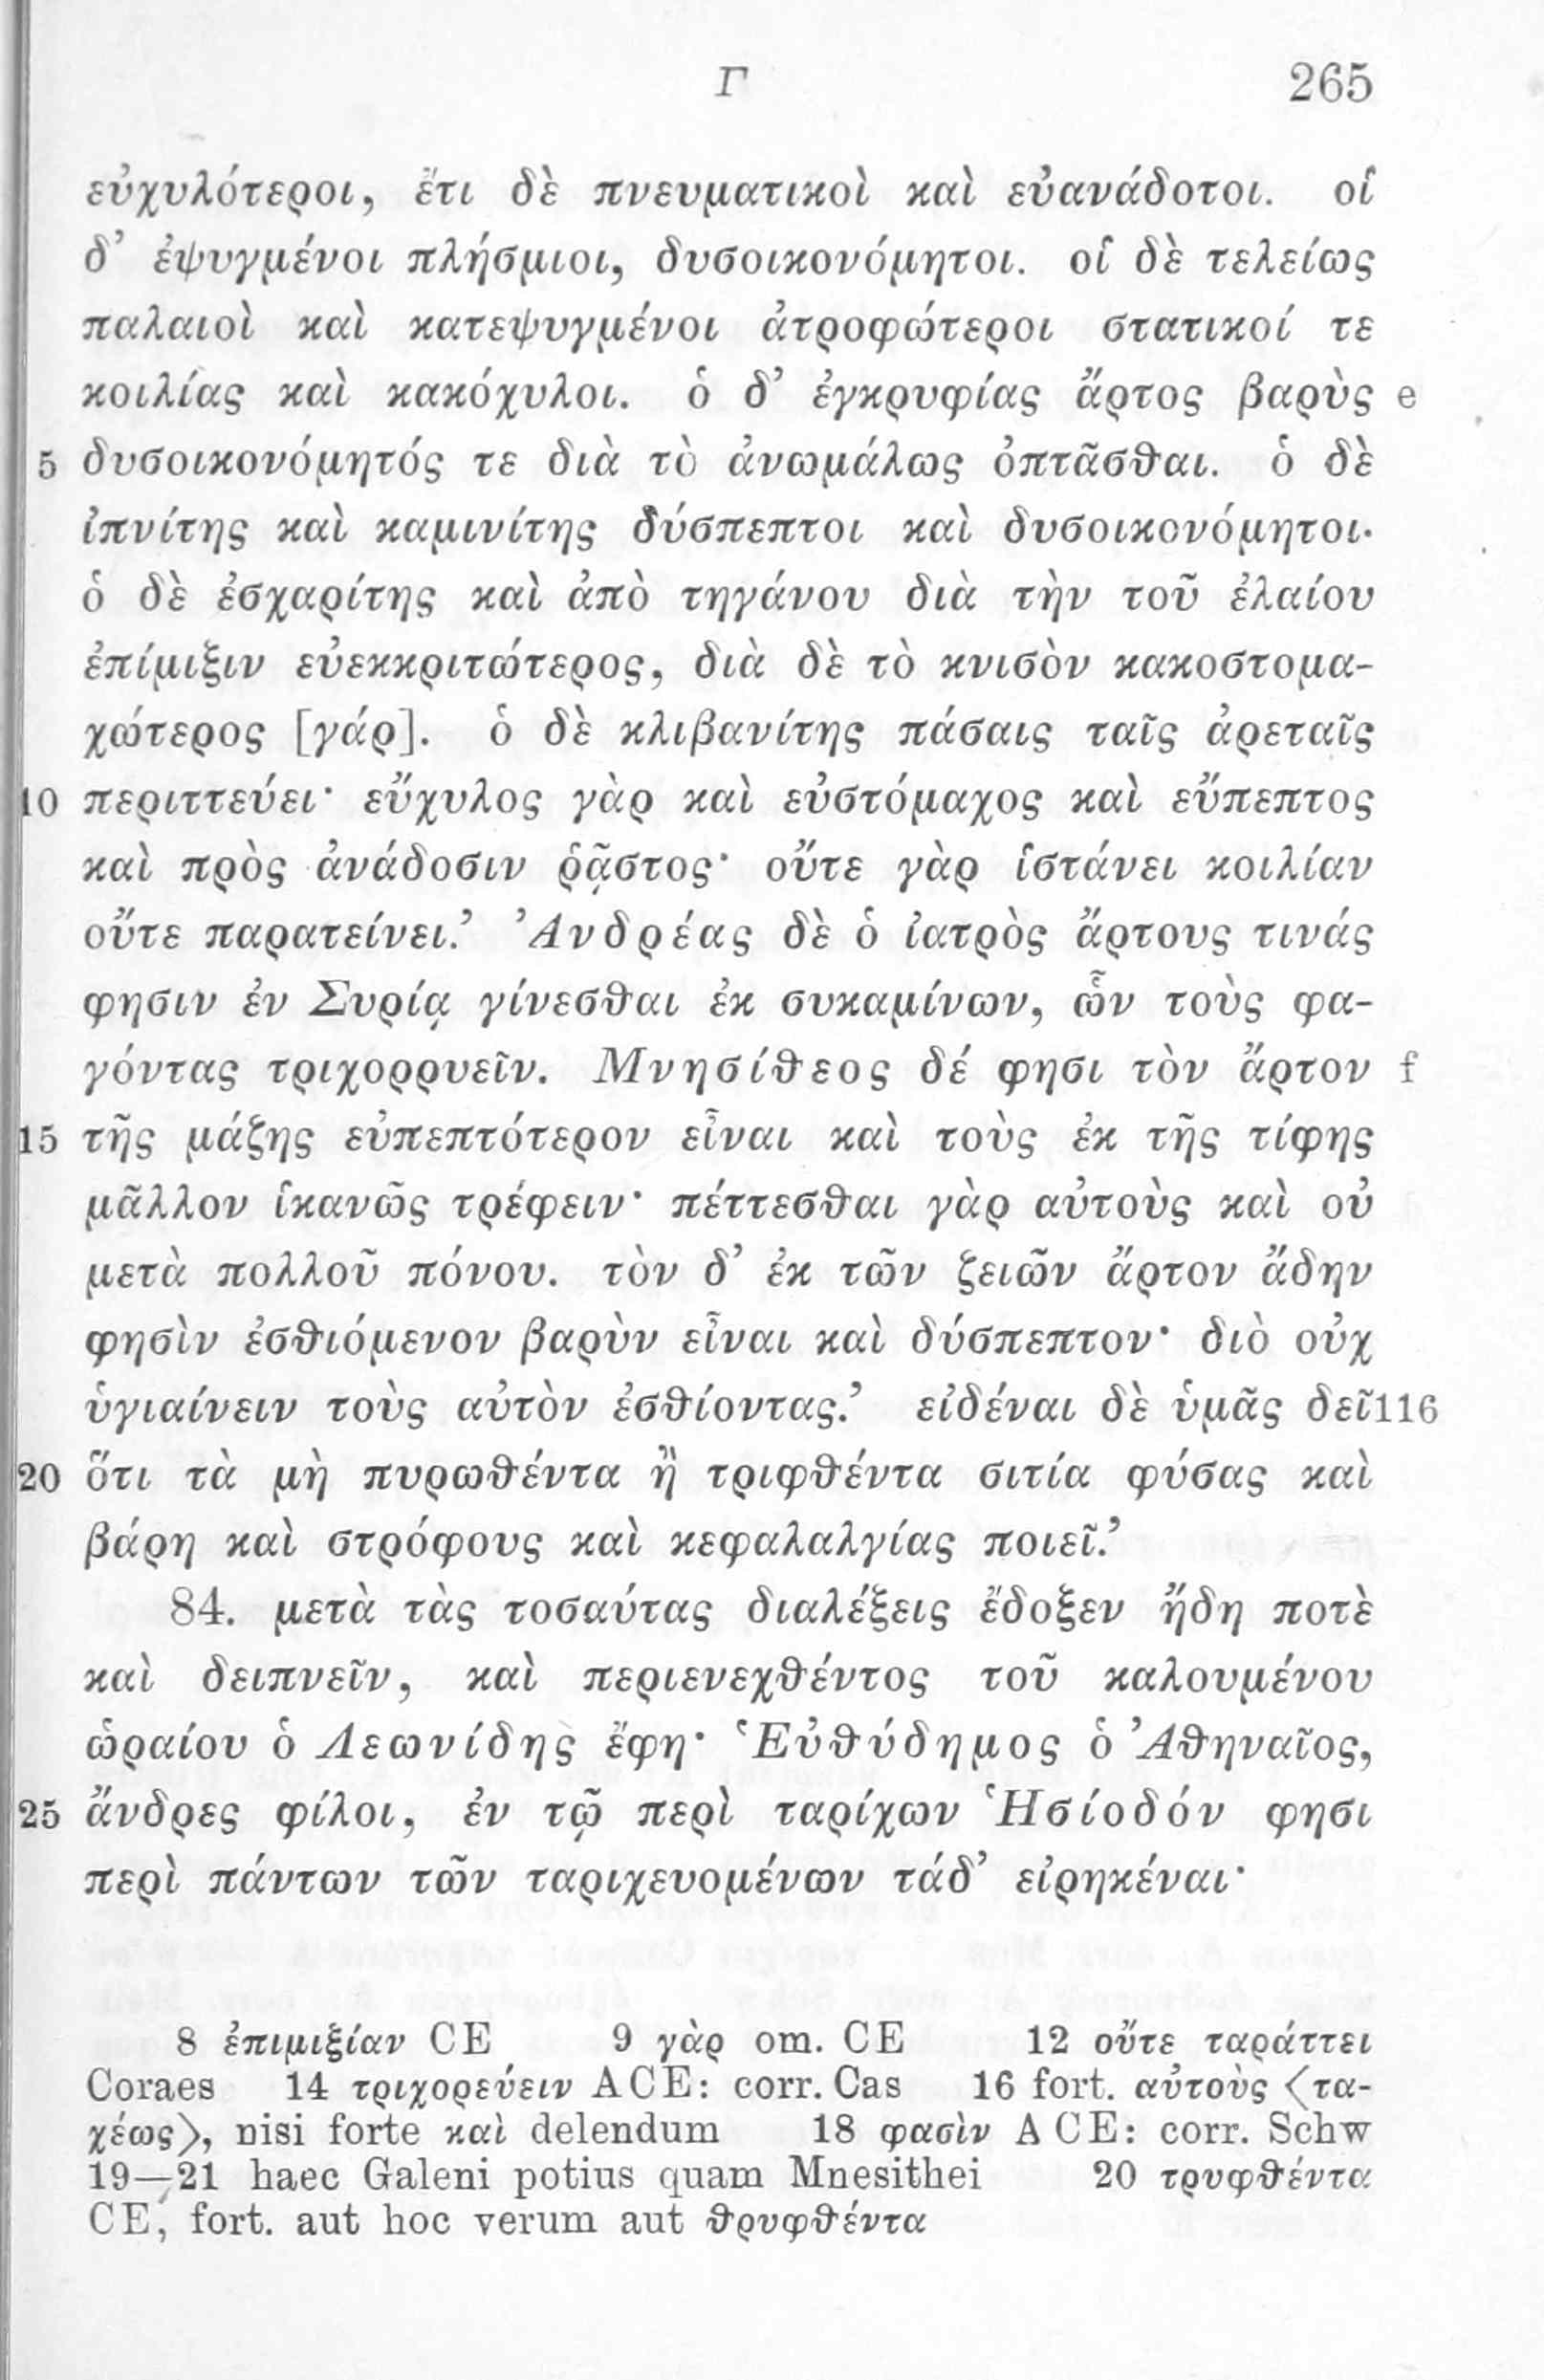 Γ 265
εὐχυλότεροι, ἔτι δὲ πνευματικοὶ καὶ εὐανάδοτοι. οἱ
δ’ ἐψυγμένοι πλήσμιοι, δυσοικονόμητοι. οἱ δὲ τελείως
παλαιοὶ καὶ κατεψυγμένοι ἀτροφώτεροι στατικοί τε
κοιλίας καὶ κακόχυλοι. ὁ δ’ ἐγκρυφίας ἄρτος βαρὺς e
5 δυσοικονόμητός τε διὰ τὸ ἀνωμάλως ὀπτᾶσθαι. ὁ δὲ
ἰπνίτης καὶ καμινίτης δύσπεπτοι καὶ δυσοικονόμητοι·
ὁ δὲ ἐσχαρίτης καὶ ἀπὸ τηγάνου διὰ τὴν τοῦ ἐλαίου
ἐπίμιξιν εὐεκκριτώτερος, διὰ δὲ τὸ κνισὸν κακοστομα-
χώτερος [γάρ]. ὁ δὲ κλιβανίτης πάσαις ταῖς ἀρεταῖς
10 περιττεύει· εὔχυλος γὰρ καὶ εὐστόμαχος καὶ εὔπεπτος
καὶ πρὸς ἀνάδοσιν ῥᾷστος· οὔτε γὰρ ἱστάνει κοιλίαν
οὔτε παρατείνει.’ Ἀνδρέας δὲ ὁ ἰατρὸς ἄρτους τινάς
φησιν ἐν Συρίᾳ γίνεσθαι ἐκ συκαμίνων, ὧν τοὺς φα-
γόντας τριχορρυεῖν. Μνησίθεος δέ φησι τὸν ἄρτον f
15 τῆς μάζης εὐπεπτότερον εἶναι καὶ τοὺς ἐκ τῆς τίφης
μᾶλλον ἱκανῶς τρέφειν· πέττεσθαι γὰρ αὐτοὺς καὶ οὐ
μετὰ πολλοῦ πόνου. τὸν δ’ ἐκ τῶν ζειῶν ἄρτον ἄδην
φησὶν ἐσθιόμενον βαρὺν εἶναι καὶ δύσπεπτον· διὸ οὐχ
ὑγιαίνειν τοὺς αὐτὸν ἐσθίοντας.’ εἰδέναι δὲ ὑμᾶς δεῖ 116
20 ὅτι τὰ μὴ πυρωθέντα ἢ τριφθέντα σιτία φύσας καὶ
βάρη καὶ στρόφους καὶ κεφαλαλγίας ποιεῖ.’
84. μετὰ τὰς τοσαύτας διαλέξεις ἔδοξεν ἤδη ποτὲ
καὶ δειπνεῖν, καὶ περιενεχθέντος τοῦ καλουμένου
ὡραίου ὁ Λεωνίδης ἔφη· ‘Εὐθύδημος ὁ Ἀθηναῖος,
25 ἄνδρες φίλοι, ἐν τῷ περὶ ταρίχων Ἡσίοδόν φησι
περὶ πάντων τῶν ταριχευομένων τάδ’ εἰρηκέναι·
8 ἐπιμιξίαν CE 9 γὰρ om. CE 12 οὔτε ταράττει
Coraes 14 τριχορεύειν ACE: corr. Cas 16 fort. αὐτοὺς <τα-
χέως>, nisi forte καὶ delendum 18 φασὶν ACE: corr. Schw
19—21 haec Galeni potius quam Mnesithei 20 τρυφθέντα
CE, fort. aut hoc verum aut θρυφθέντα